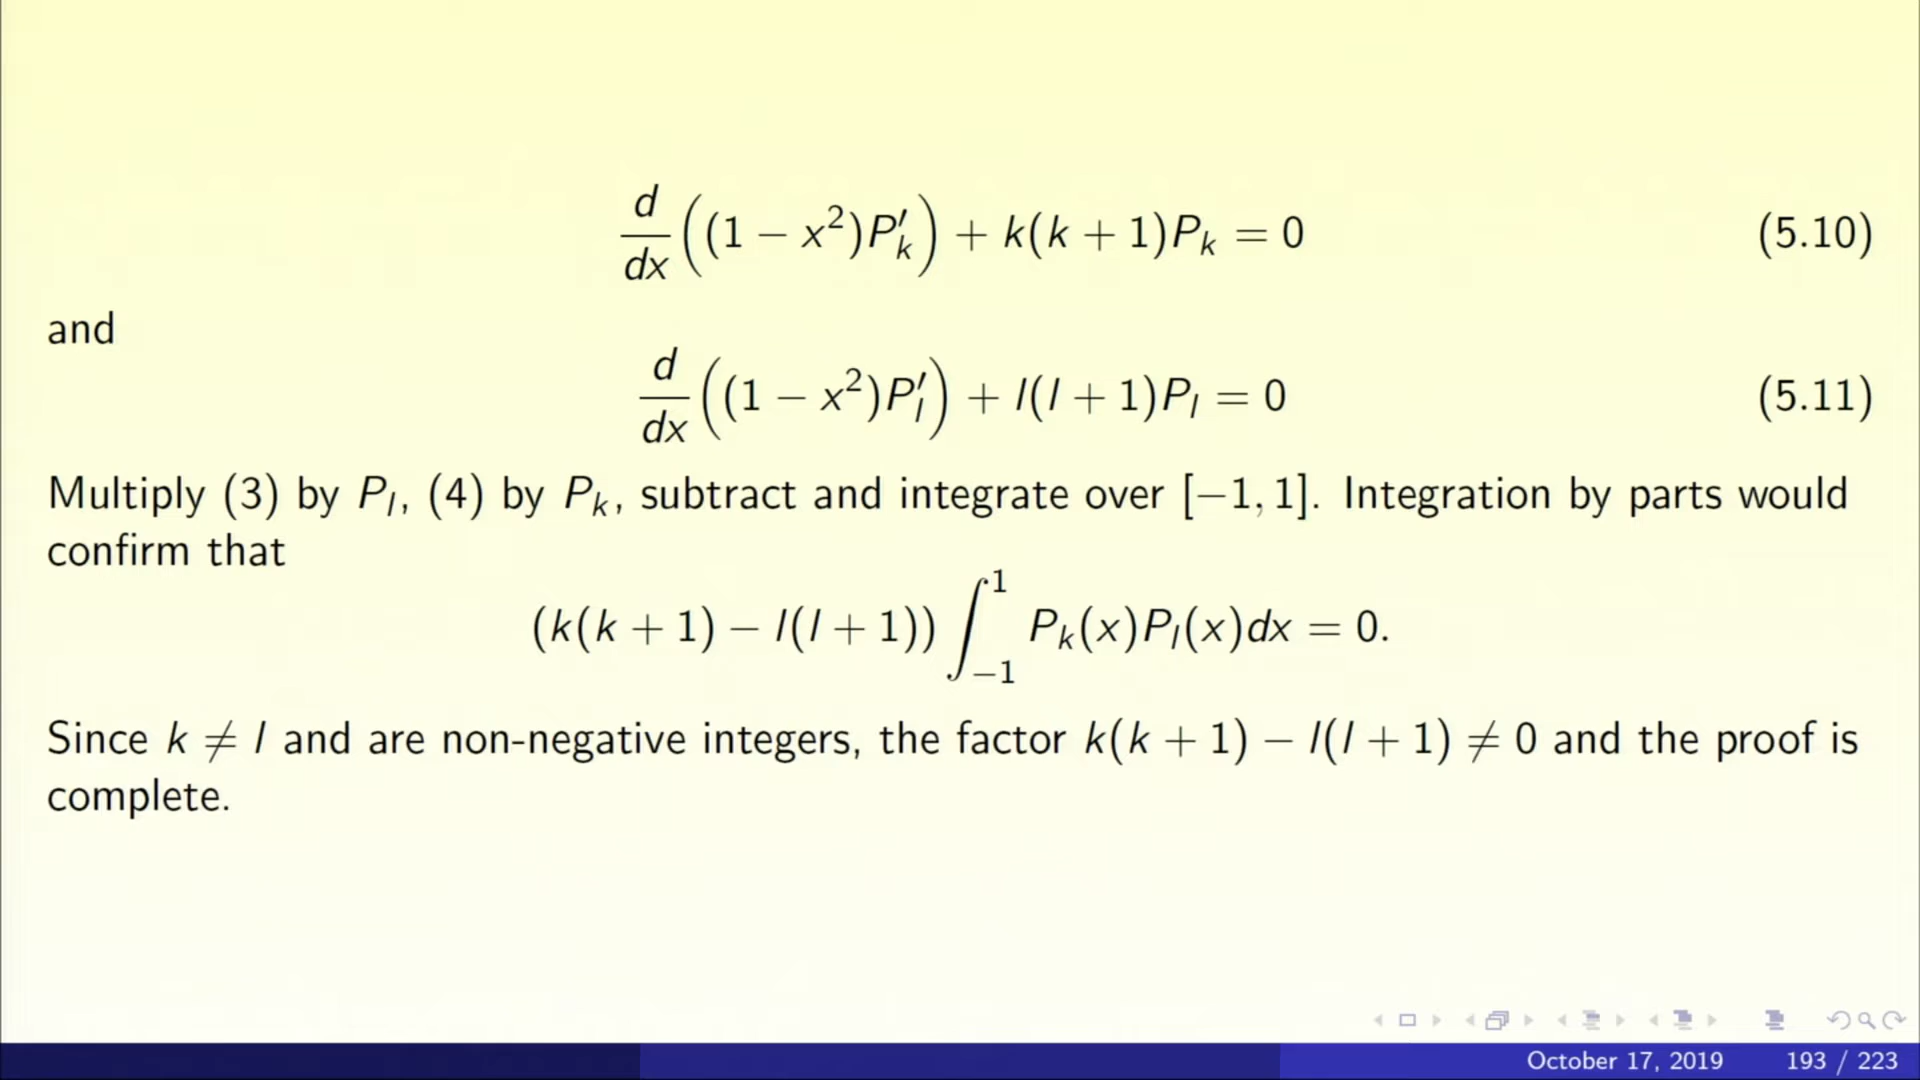 d/dx((1 − x²)P′ₖ) + k(k + 1)Pₖ = 0 (5.10)
and
d/dx((1 − x²)P′ₗ) + l(l + 1)Pₗ = 0 (5.11)
Multiply (3) by Pₗ, (4) by Pₖ, subtract and integrate over [−1, 1]. Integration by parts would
confirm that
(k(k + 1) − l(l + 1)) ∫₋₁¹ Pₖ(x)Pₗ(x)dx = 0.
Since k ≠ l and are non-negative integers, the factor k(k + 1) − l(l + 1) ≠ 0 and the proof is
complete.
October 17, 2019 193 / 223